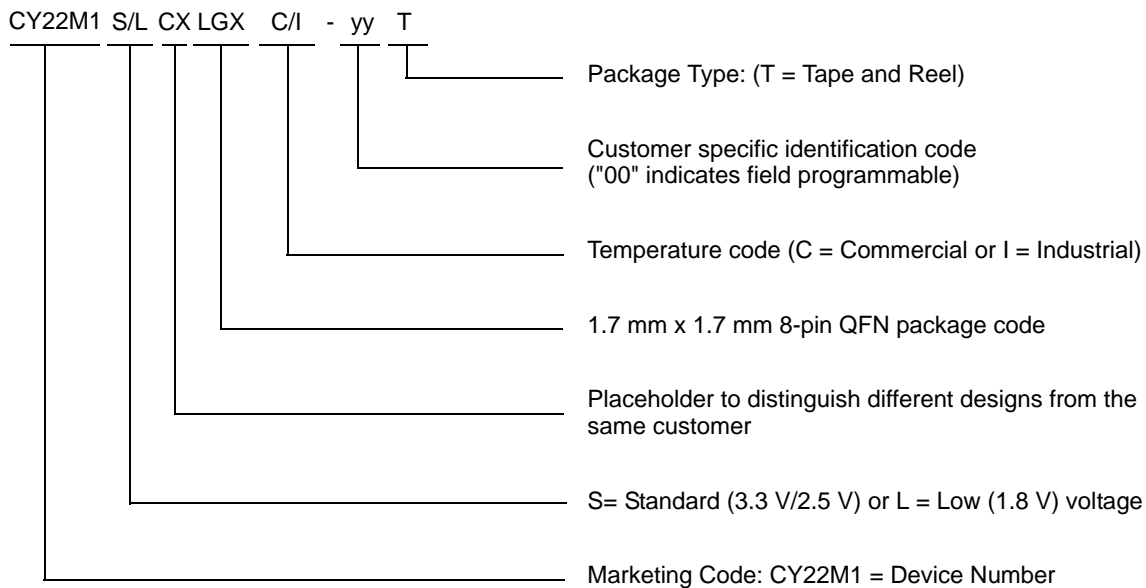 CY22M1 S/L CX LGX C/I - yy T
Package Type: (T = Tape and Reel)
Customer specific identification code
("00" indicates field programmable)
Temperature code (C = Commercial or I = Industrial)
1.7 mm x 1.7 mm 8-pin QFN package code
Placeholder to distinguish different designs from the
same customer
S= Standard (3.3 V/2.5 V) or L = Low (1.8 V) voltage
Marketing Code: CY22M1 = Device Number